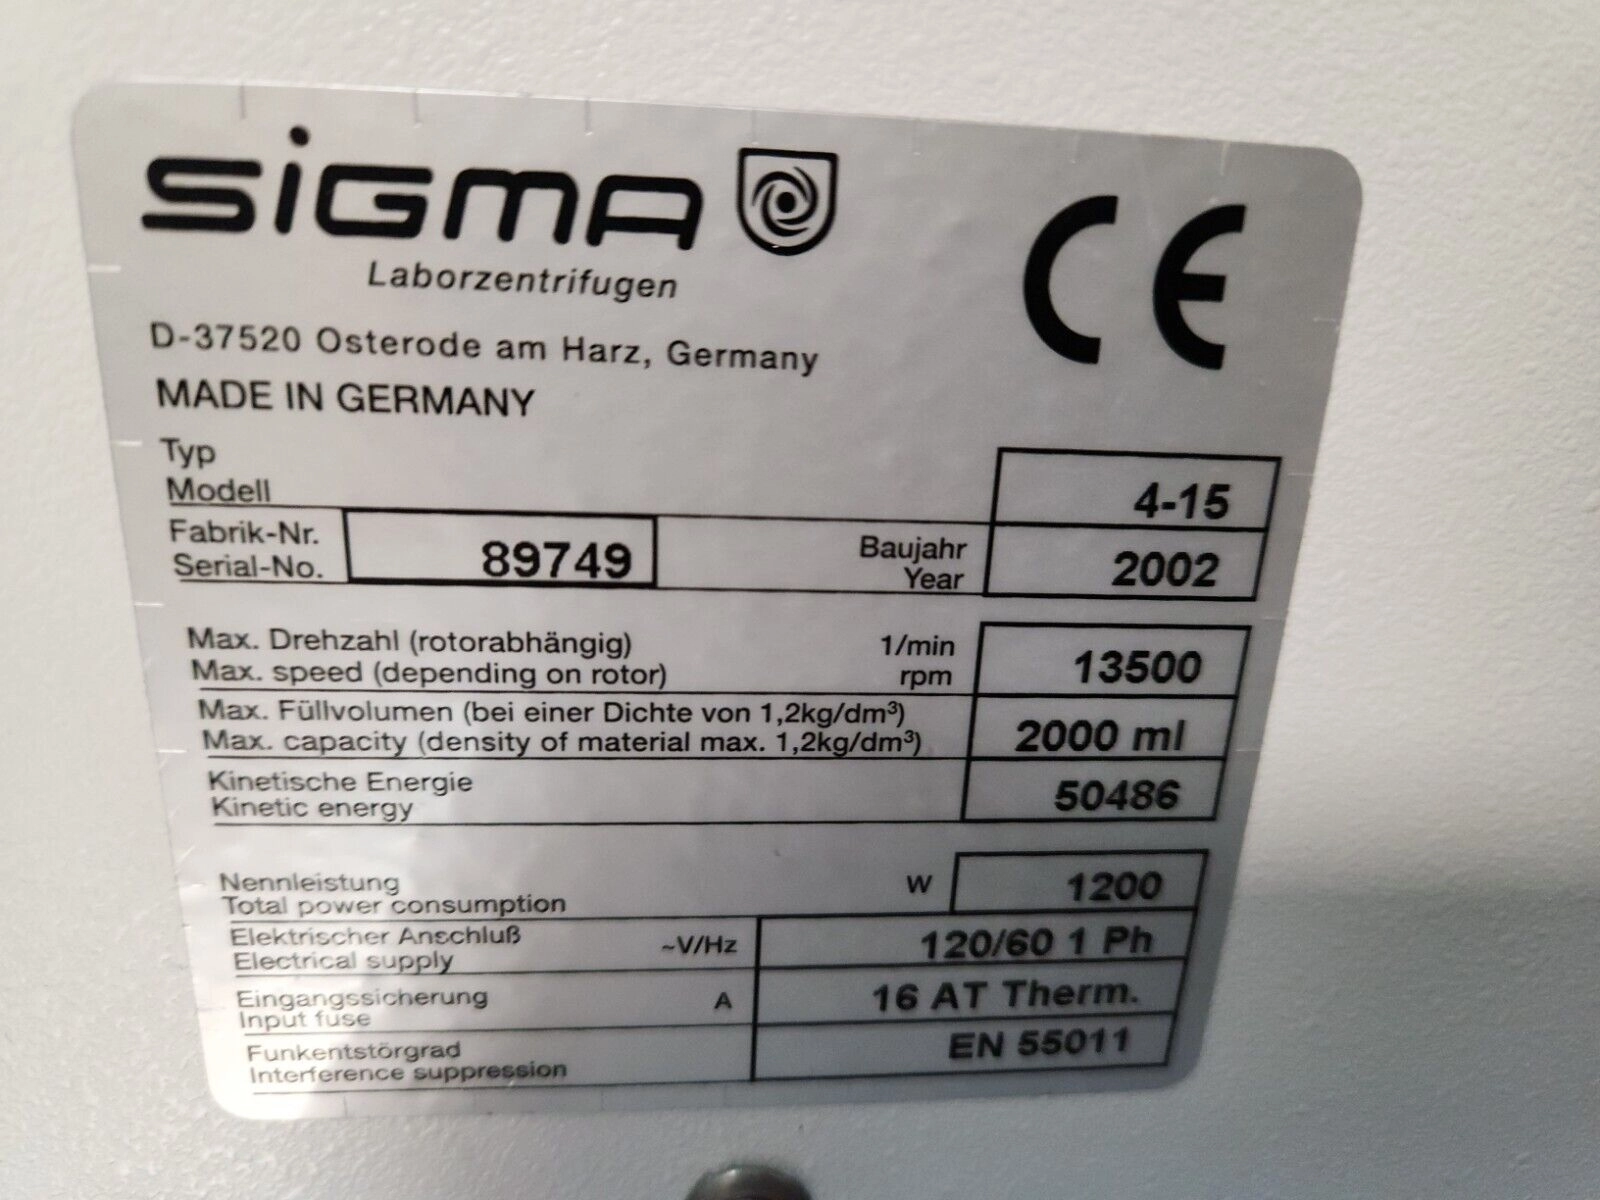 SiGMA
Laborzentrifugen
D-37520 Osterode am Harz, Germany
MADE IN GERMANY
CE
Typ
Modell
4-15
Fabrik-Nr.
Serial-No.
89749
Baujahr
Year
2002
Max. Drehzahl (rotorabhängig) 1/min
Max. speed (depending on rotor) rpm
13500
Max. Füllvolumen (bei einer Dichte von 1,2kg/dm³)
Max. capacity (density of material max. 1,2kg/dm³)
2000 ml
Kinetische Energie
Kinetic energy
50486
Nennleistung
Total power consumption
W
1200
Elektrischer Anschluß
Electrical supply
~V/Hz
120/60 1 Ph
Eingangssicherung
Input fuse
A
16 AT Therm.
Funkentstörgrad
Interference suppression
EN 55011